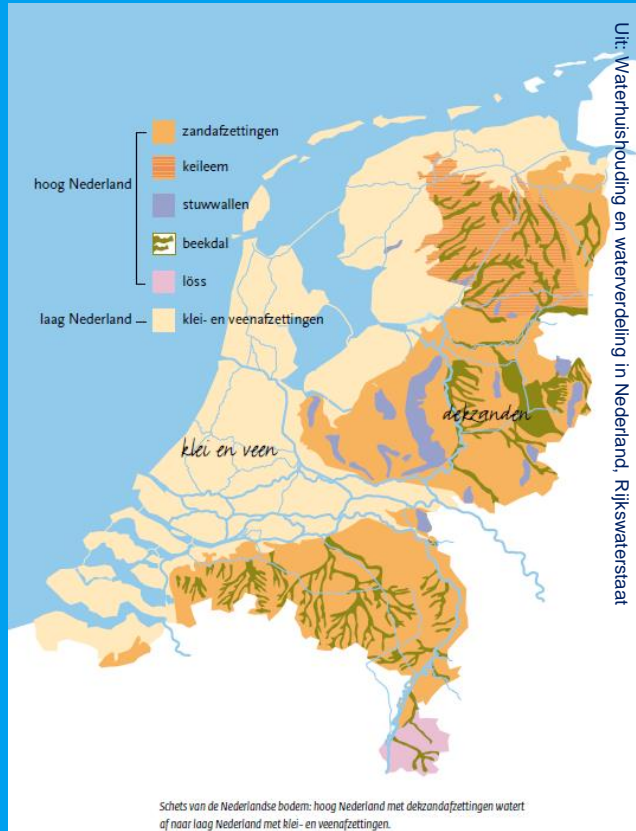 zandafzettingen
keileem
hoog Nederland
stuwwallen
beekdal
löss
laag Nederland
klei- en veenafzettingen
dekzanden
klei en veen
Uit: Waterhuishouding en waterverdeling in Nederland, Rijkswaterstaat
Schets van de Nederlandse bodem: hoog Nederland met dekzandafzettingen watert
af naar laag Nederland met klei- en veenafzettingen.